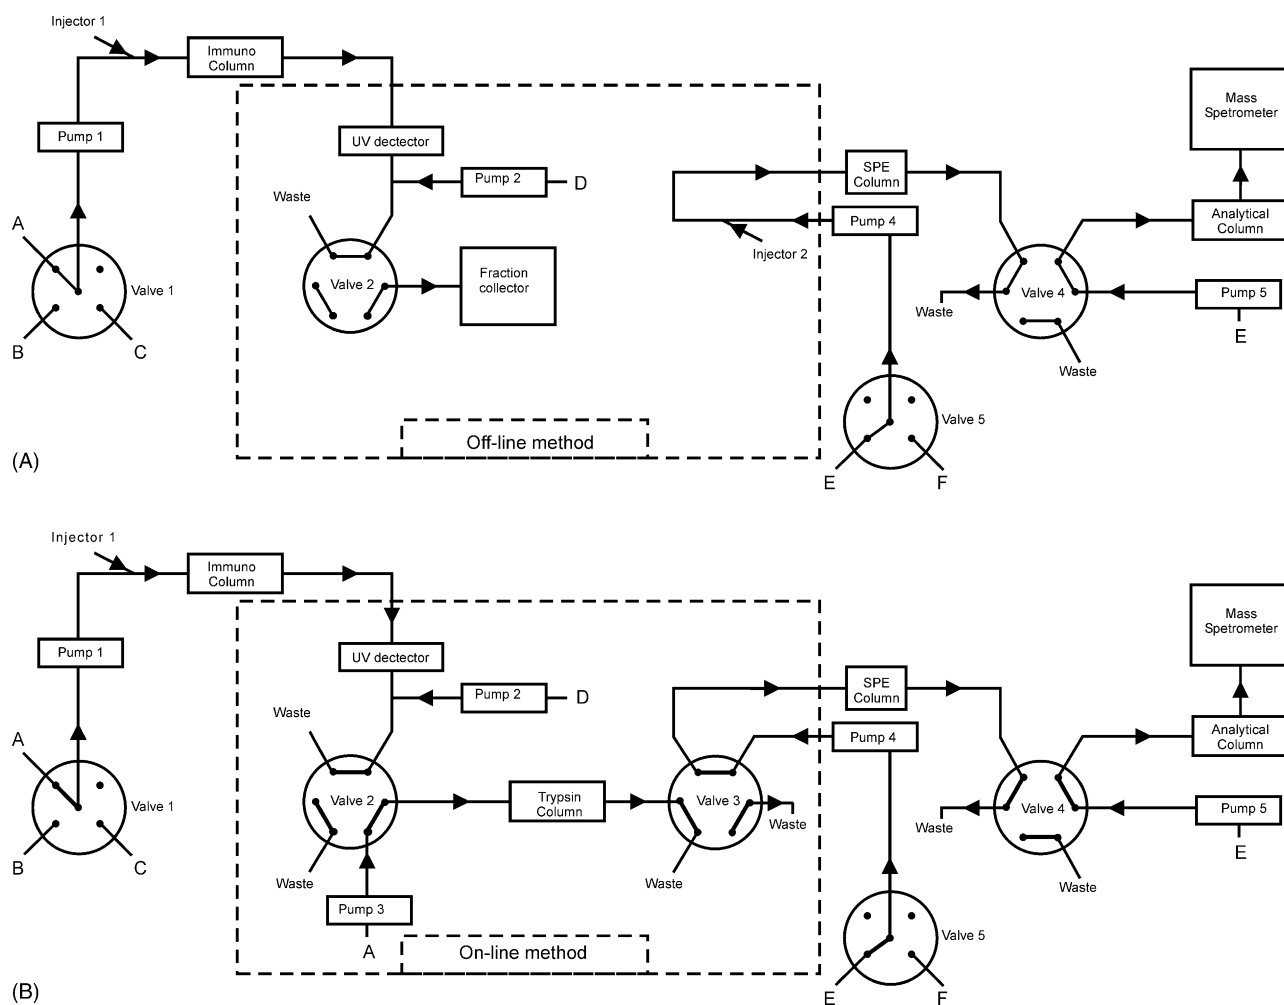 Injector 1
Immuno
Column
Mass
Spetrometer
Pump 1
UV dectector
SPE
Column
Pump 2
D
Waste
A
Pump 4
Analytical
Column
Injector 2
Fraction
collector
Valve 1
Valve 2
Valve 4
Pump 5
Waste
B
C
E
Waste
Valve 5
Off-line method
(A)
E
F
Injector 1
Immuno
Column
Mass
Spetrometer
Pump 1
UV dectector
SPE
Column
Pump 2
D
Waste
A
Pump 4
Analytical
Column
Valve 1
Valve 2
Trypsin
Column
Valve 3
Waste
Valve 4
Waste
Pump 5
B
C
E
Waste
Waste
Waste
Pump 3
A
Valve 5
On-line method
(B)
E
F